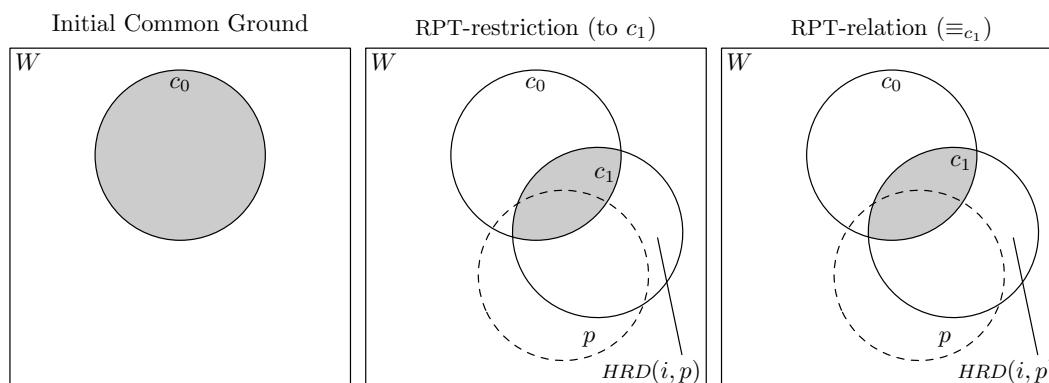 Initial Common Ground
W
c₀
RPT-restriction (to c₁)
W
c₀
c₁
p
HRD(i, p)
RPT-relation (≡c₁)
W
c₀
c₁
p
HRD(i, p)